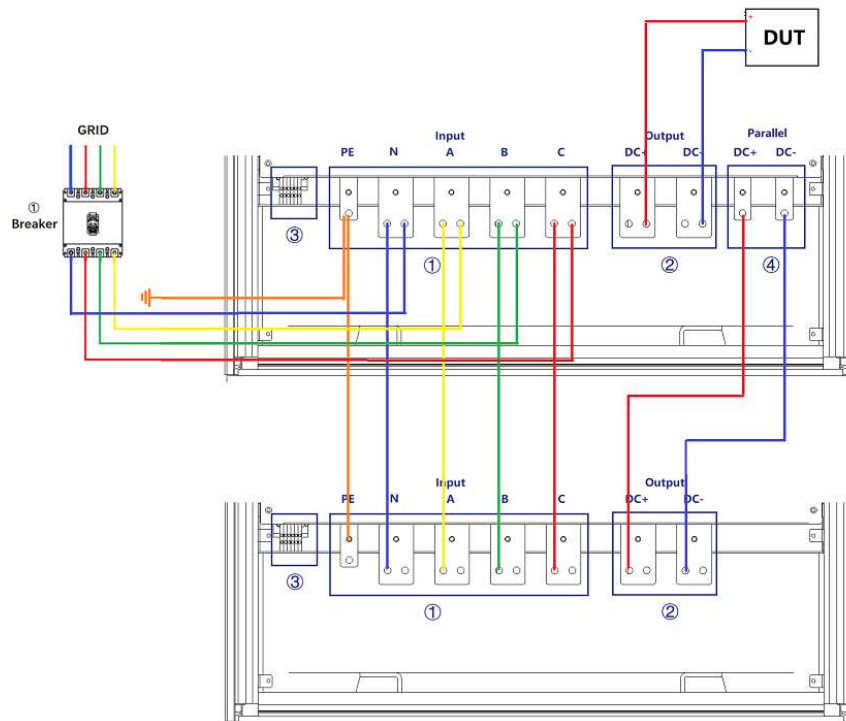 +
DUT
-
GRID
①
Breaker
Input
Output
Parallel
PE N A B C DC+ DC- DC+ DC-
③ ① ② ④
Input
Output
PE N A B C DC+ DC-
③ ① ②